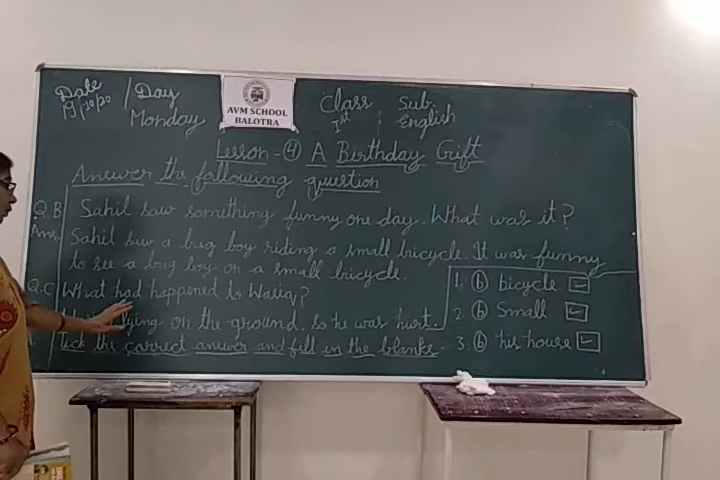 Date / Day Class Sub.
19/10/20 Monday Ist English
AVM SCHOOL
BALOTRA
Lesson - 4 A Birthday Gift
Answer the following question
Q.B Sahil saw something funny one day. What was it?
Ans. Sahil saw a big boy riding a small bicycle. It was funny
to see a big boy on a small bicycle.
Q.C What had happened to Wasiq?
lying on the ground. so he was hurt.
Tick the correct answer and fill in the blanks.
1. b bicycle ✓
2. b Small ✓
3. b his house ✓